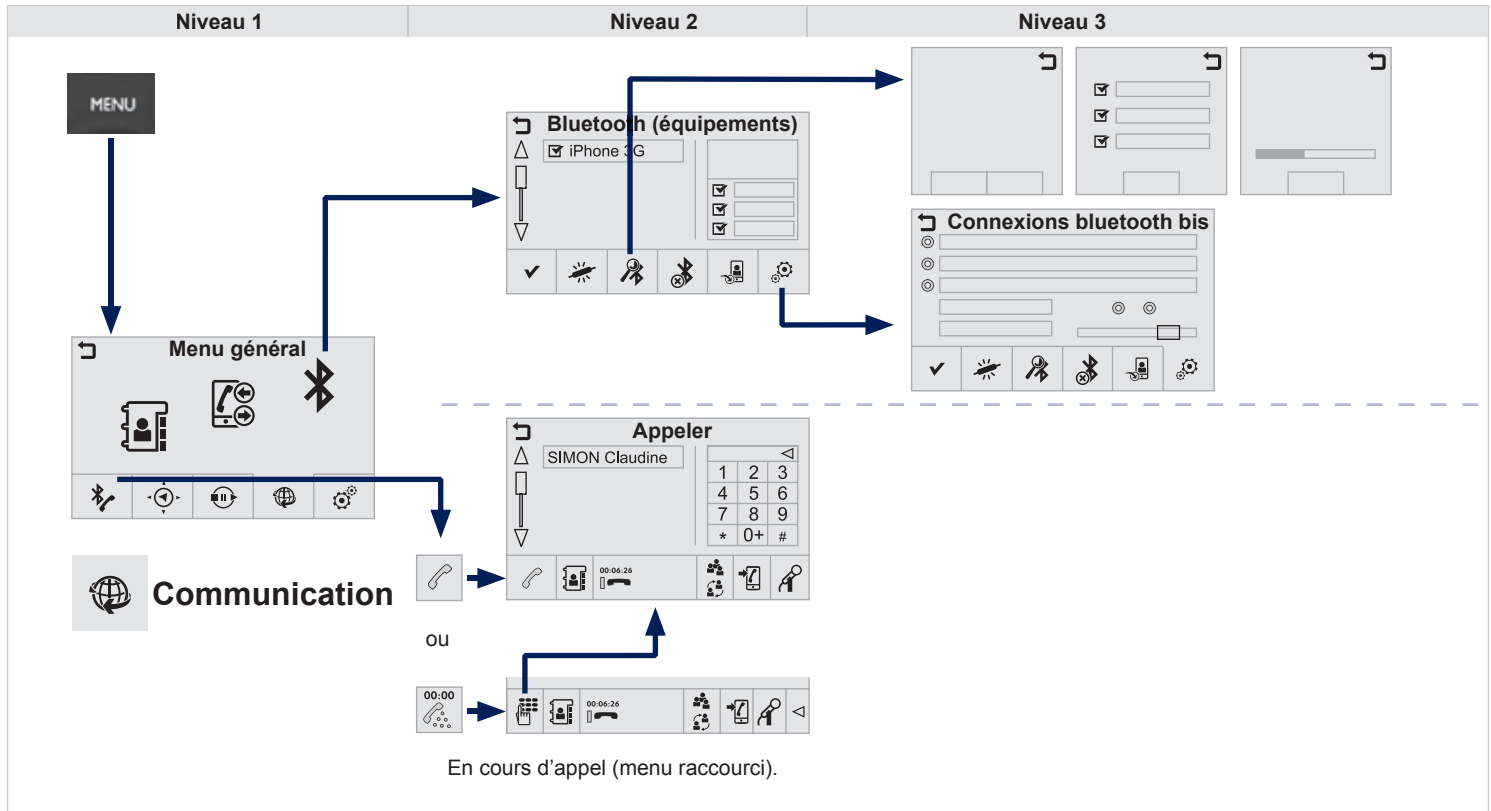 Niveau 1 Niveau 2 Niveau 3
MENU
Bluetooth (équipements)
iPhone 3G
Connexions bluetooth bis
Menu général
Appeler
SIMON Claudine
1 2 3
4 5 6
7 8 9
* 0+ #
00:06:26
Communication
ou
00:00
00:06:26
En cours d’appel (menu raccourci).